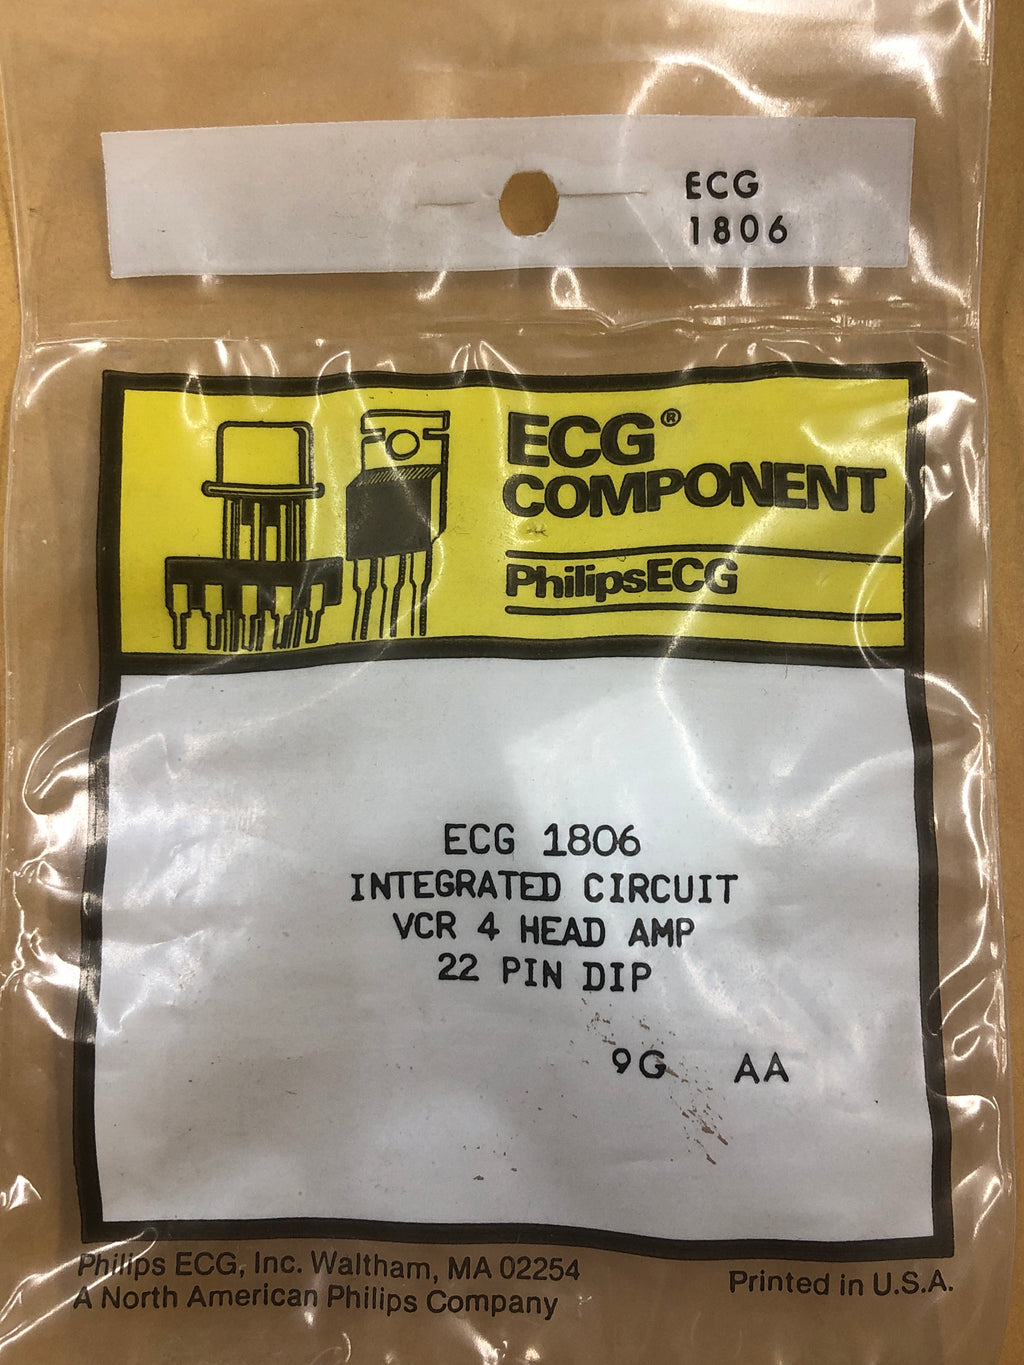 ECG
1806
ECG®
COMPONENT
PhilipsECG
ECG 1806
INTEGRATED CIRCUIT
VCR 4 HEAD AMP
22 PIN DIP
9G AA
Philips ECG, Inc. Waltham, MA 02254
A North American Philips Company
Printed in U.S.A.